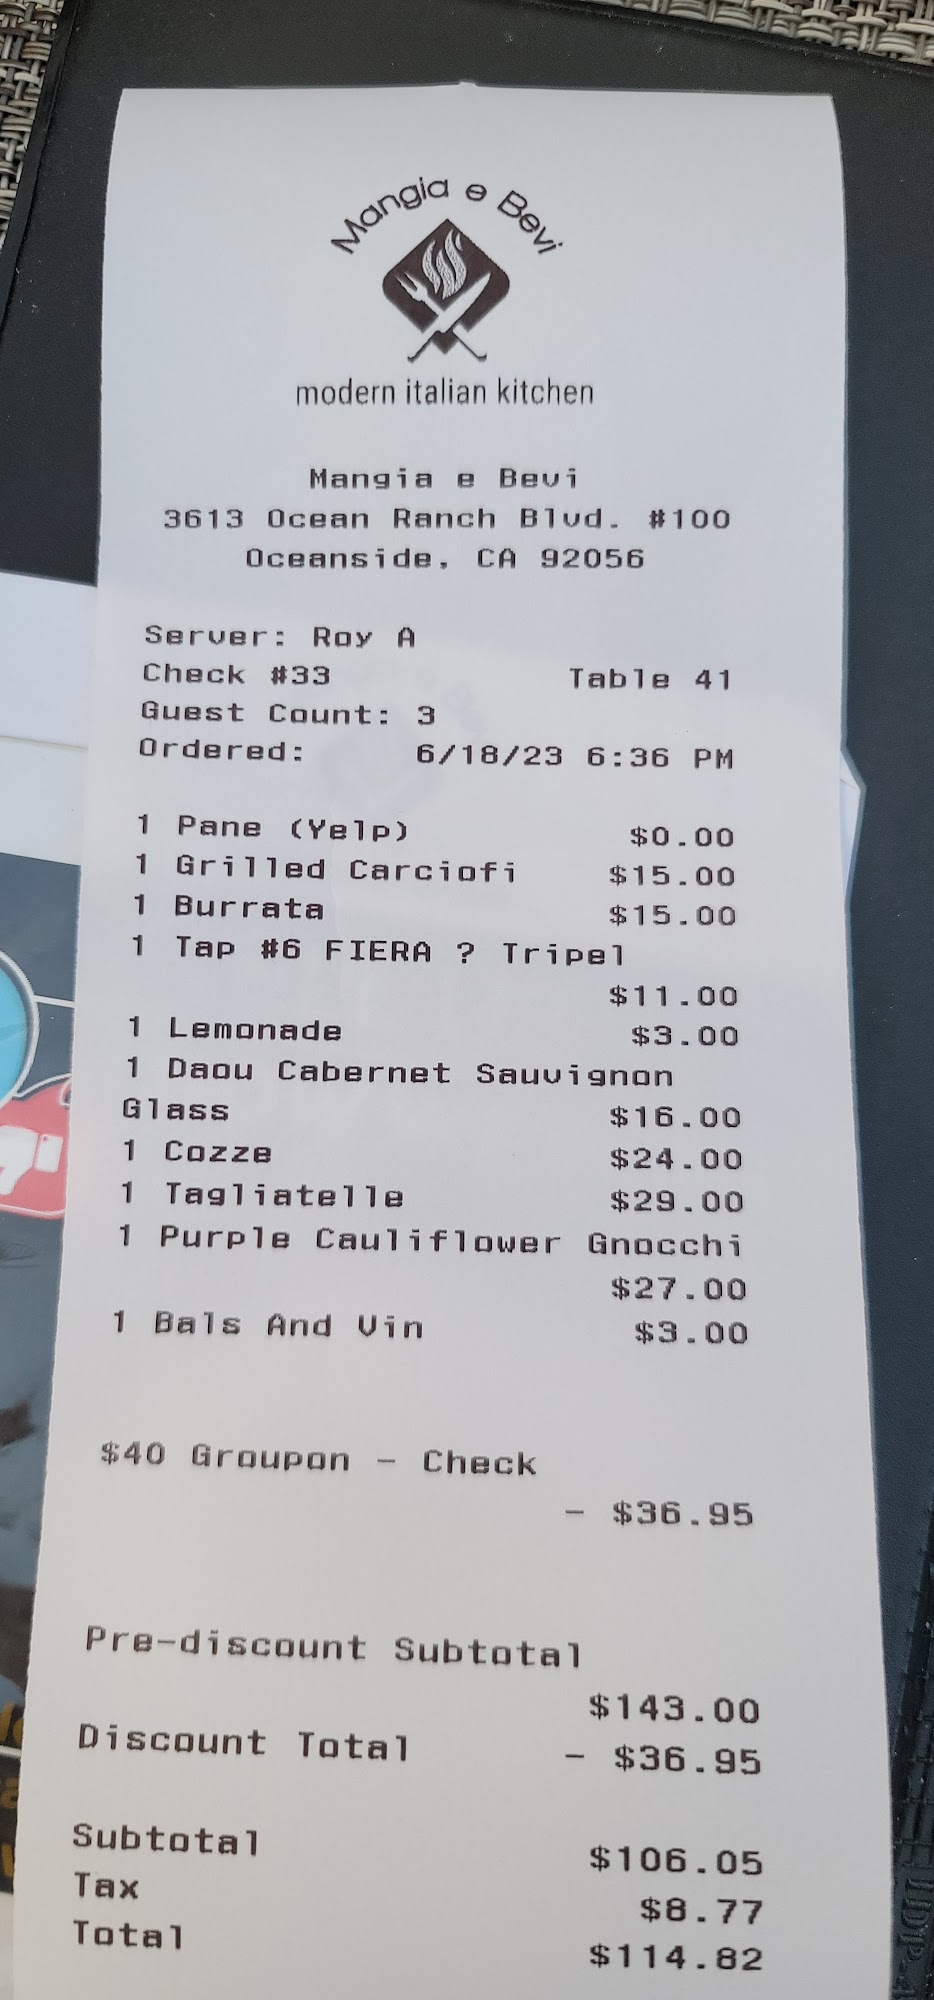 Mangia e Bevi
modern italian kitchen
Mangia e Bevi
3613 Ocean Ranch Blvd. #100
Oceanside, CA 92056
Server: Roy A
Check #33 Table 41
Guest Count: 3
Ordered: 6/18/23 6:36 PM
1 Pane (Yelp) $0.00
1 Grilled Carciofi $15.00
1 Burrata $15.00
1 Tap #6 FIERA ? Tripel
$11.00
1 Lemonade $3.00
1 Daou Cabernet Sauvignon
Glass $16.00
1 Cozze $24.00
1 Tagliatelle $29.00
1 Purple Cauliflower Gnocchi
$27.00
1 Bals And Vin $3.00
$40 Groupon - Check
- $36.95
Pre-discount Subtotal
$143.00
Discount Total - $36.95
Subtotal $106.05
Tax $8.77
Total $114.82